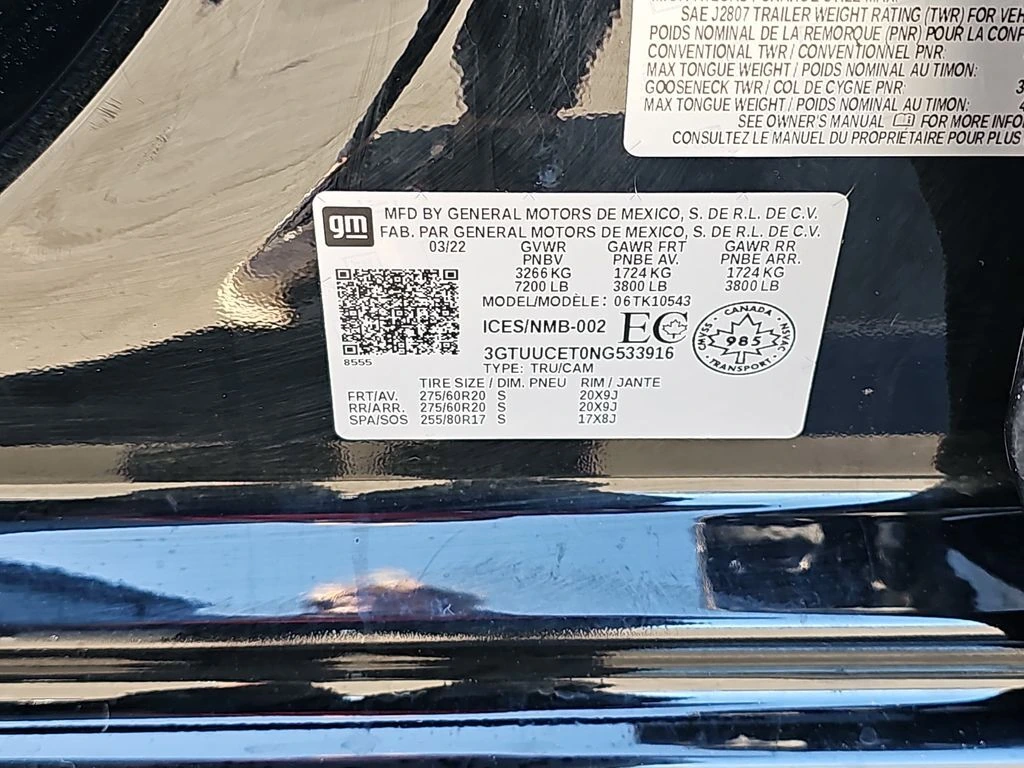 SAE J2807 TRAILER WEIGHT RATING (TWR) FOR VEH
POIDS NOMINAL DE LA REMORQUE (PNR) POUR LA CONF
CONVENTIONAL TWR / CONVENTIONNEL PNR:
MAX TONGUE WEIGHT / POIDS NOMINAL AU TIMON:
GOOSENECK TWR / COL DE CYGNE PNR: 3
MAX TONGUE WEIGHT / POIDS NOMINAL AU TIMON: 4
SEE OWNER'S MANUAL FOR MORE INFO
CONSULTEZ LE MANUEL DU PROPRIÉTAIRE POUR PLUS
gm
MFD BY GENERAL MOTORS DE MEXICO, S. DE R.L. DE C.V.
FAB. PAR GENERAL MOTORS DE MEXICO, S. DE R.L. DE C.V.
03/22 GVWR GAWR FRT GAWR RR
PNBV PNBE AV. PNBE ARR.
3266 KG 1724 KG 1724 KG
7200 LB 3800 LB 3800 LB
MODEL/MODÈLE: 06TK10543
ICES/NMB-002 EC
CANADA
CMVSS 985 NSVAC
TRANSPORT
3GTUUCET0NG533916
8555
TYPE: TRU/CAM
TIRE SIZE / DIM. PNEU RIM / JANTE
FRT/AV. 275/60R20 S 20X9J
RR/ARR. 275/60R20 S 20X9J
SPA/SOS 255/80R17 S 17X8J